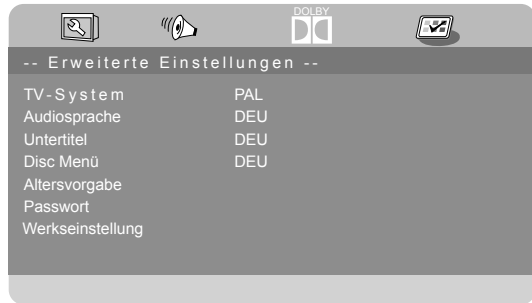 DOLBY
-- Erweiterte Einstellungen --
TV-System PAL
Audiosprache DEU
Untertitel DEU
Disc Menü DEU
Altersvorgabe
Passwort
Werkseinstellung